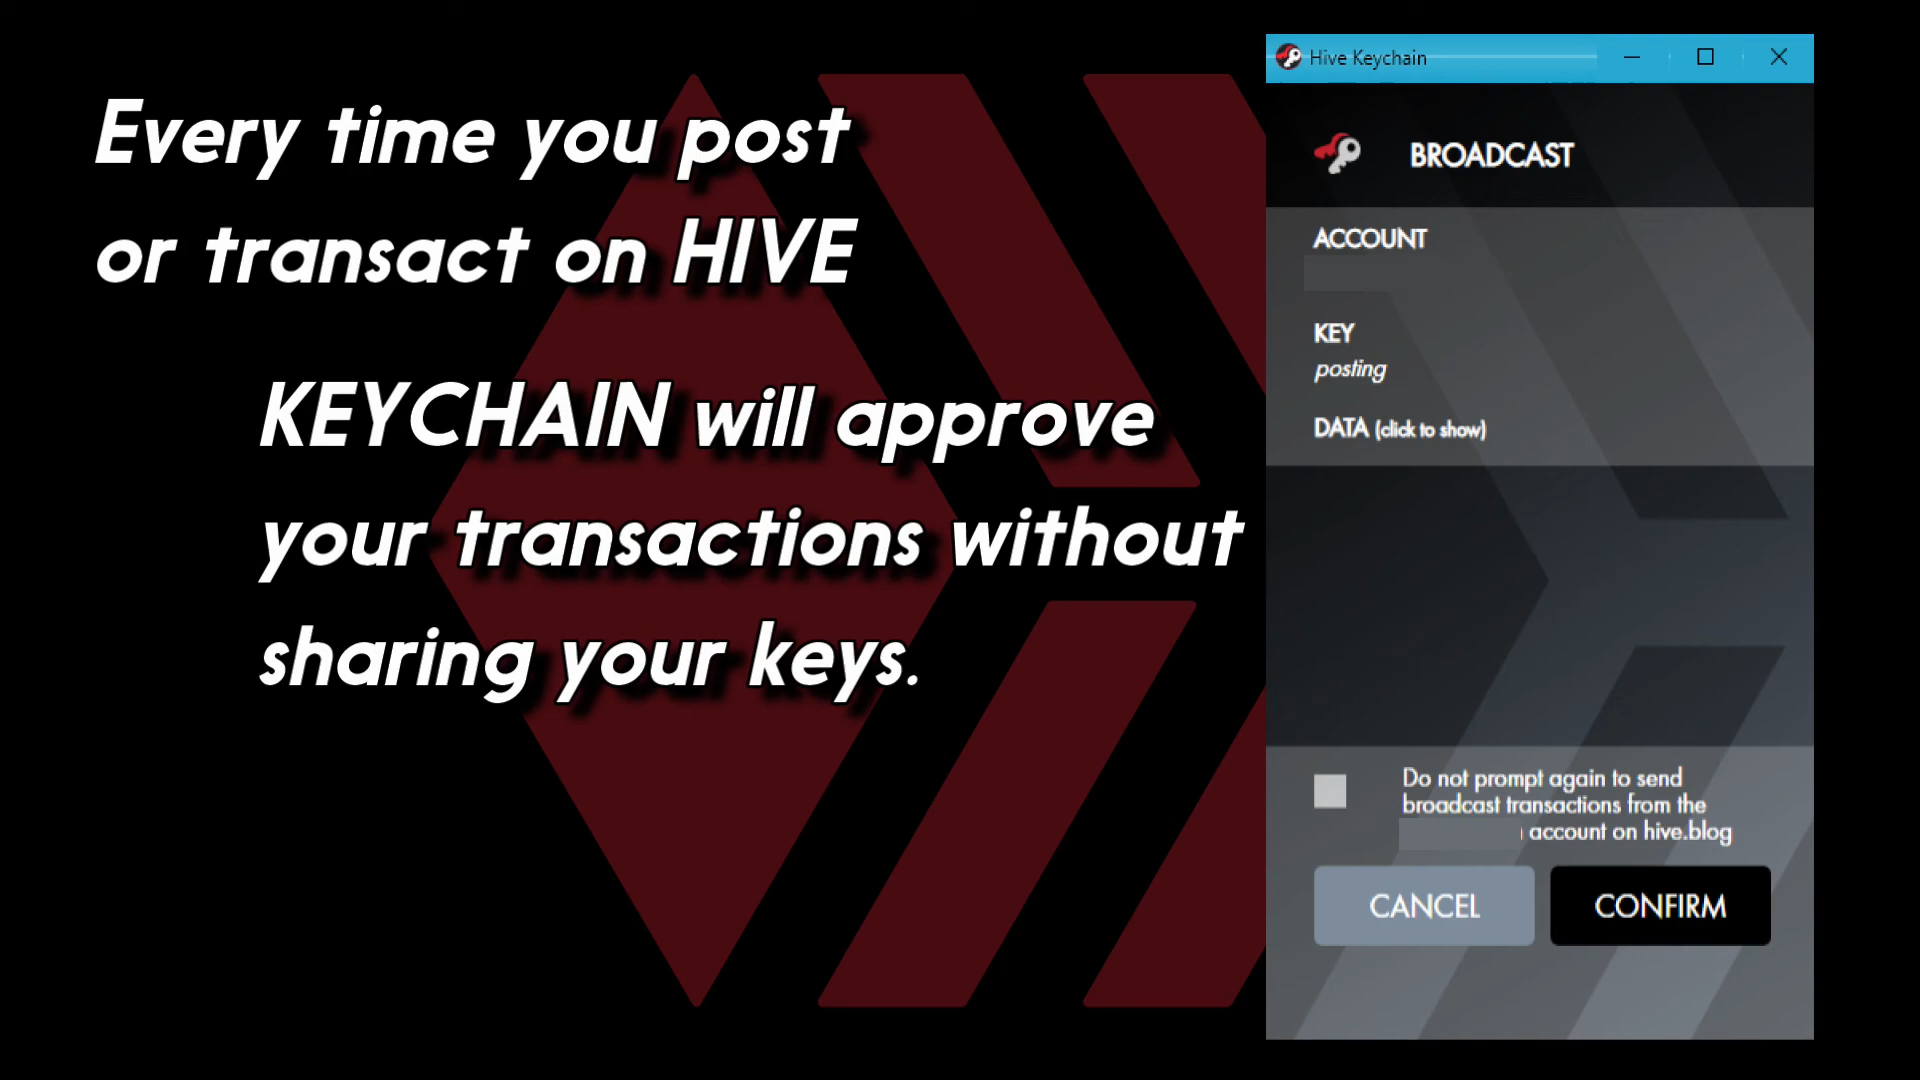 Every time you post
or transact on HIVE
KEYCHAIN will approve
your transactions without
sharing your keys.
Hive Keychain
BROADCAST
ACCOUNT
KEY
posting
DATA (click to show)
Do not prompt again to send
broadcast transactions from the
account on hive.blog
CANCEL
CONFIRM